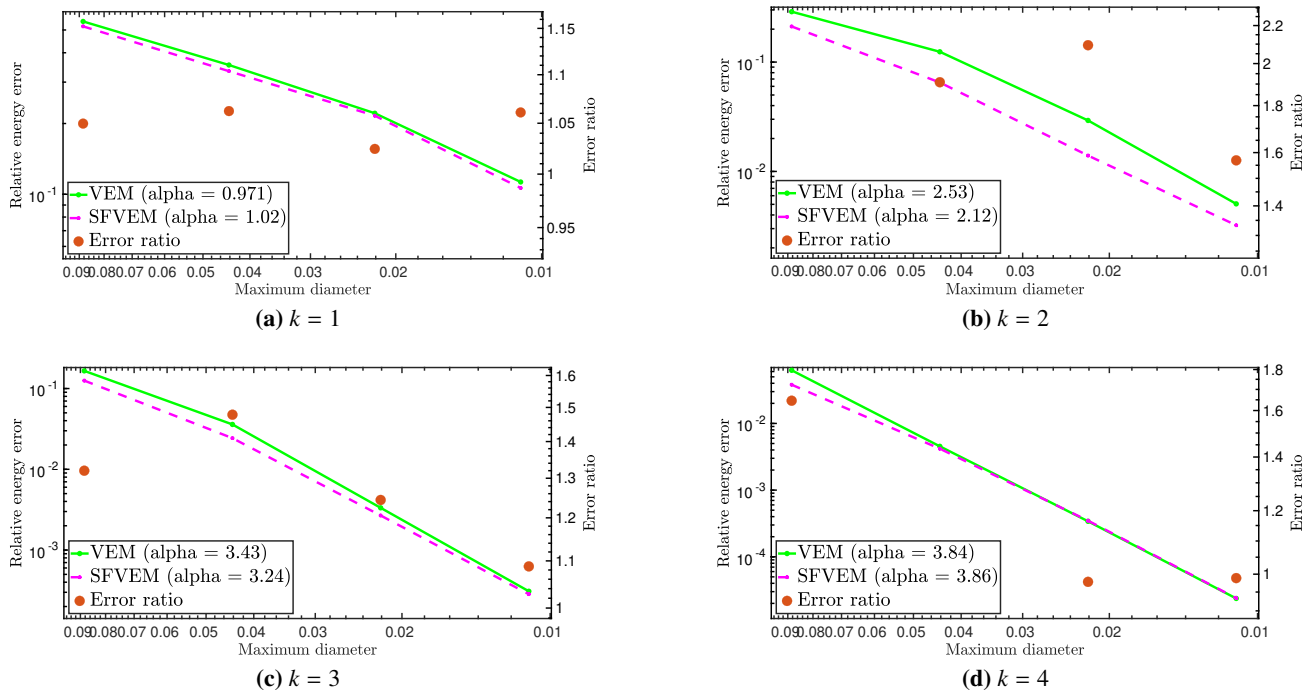 Relative energy error
10^-1
VEM (alpha = 0.971)
SFVEM (alpha = 1.02)
Error ratio
1.15
1.1
1.05
1
0.95
Error ratio
0.09 0.08 0.07 0.06 0.05 0.04 0.03 0.02 0.01
Maximum diameter
(a) k = 1
Relative energy error
10^-1
10^-2
VEM (alpha = 2.53)
SFVEM (alpha = 2.12)
Error ratio
2.2
2
1.8
1.6
1.4
Error ratio
0.09 0.08 0.07 0.06 0.05 0.04 0.03 0.02 0.01
Maximum diameter
(b) k = 2
Relative energy error
10^-1
10^-2
10^-3
VEM (alpha = 3.43)
SFVEM (alpha = 3.24)
Error ratio
1.6
1.5
1.4
1.3
1.2
1.1
1
Error ratio
0.09 0.08 0.07 0.06 0.05 0.04 0.03 0.02 0.01
Maximum diameter
(c) k = 3
Relative energy error
10^-2
10^-3
10^-4
VEM (alpha = 3.84)
SFVEM (alpha = 3.86)
Error ratio
1.8
1.6
1.4
1.2
1
Error ratio
0.09 0.08 0.07 0.06 0.05 0.04 0.03 0.02 0.01
Maximum diameter
(d) k = 4